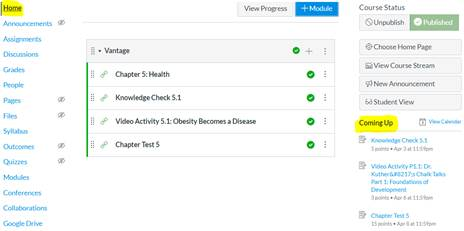 Home
Announcements
Assignments
Discussions
Grades
People
Pages
Files
Syllabus
Outcomes
Quizzes
Modules
Conferences
Collaborations
Google Drive
View Progress
+ Module
Vantage
Chapter 5: Health
Knowledge Check 5.1
Video Activity 5.1: Obesity Becomes a Disease
Chapter Test 5
Course Status
Unpublish
Published
Choose Home Page
View Course Stream
New Announcement
Student View
Coming Up
View Calendar
Knowledge Check 5.1
5 points • Apr 3 at 11:59pm
Video Activity P1.1: Dr.
Kuther&#8217;s Chalk Talks
Part 1: Foundations of
Development
3 points • Apr 8 at 11:59pm
Chapter Test 5
15 points • Apr 8 at 11:59pm